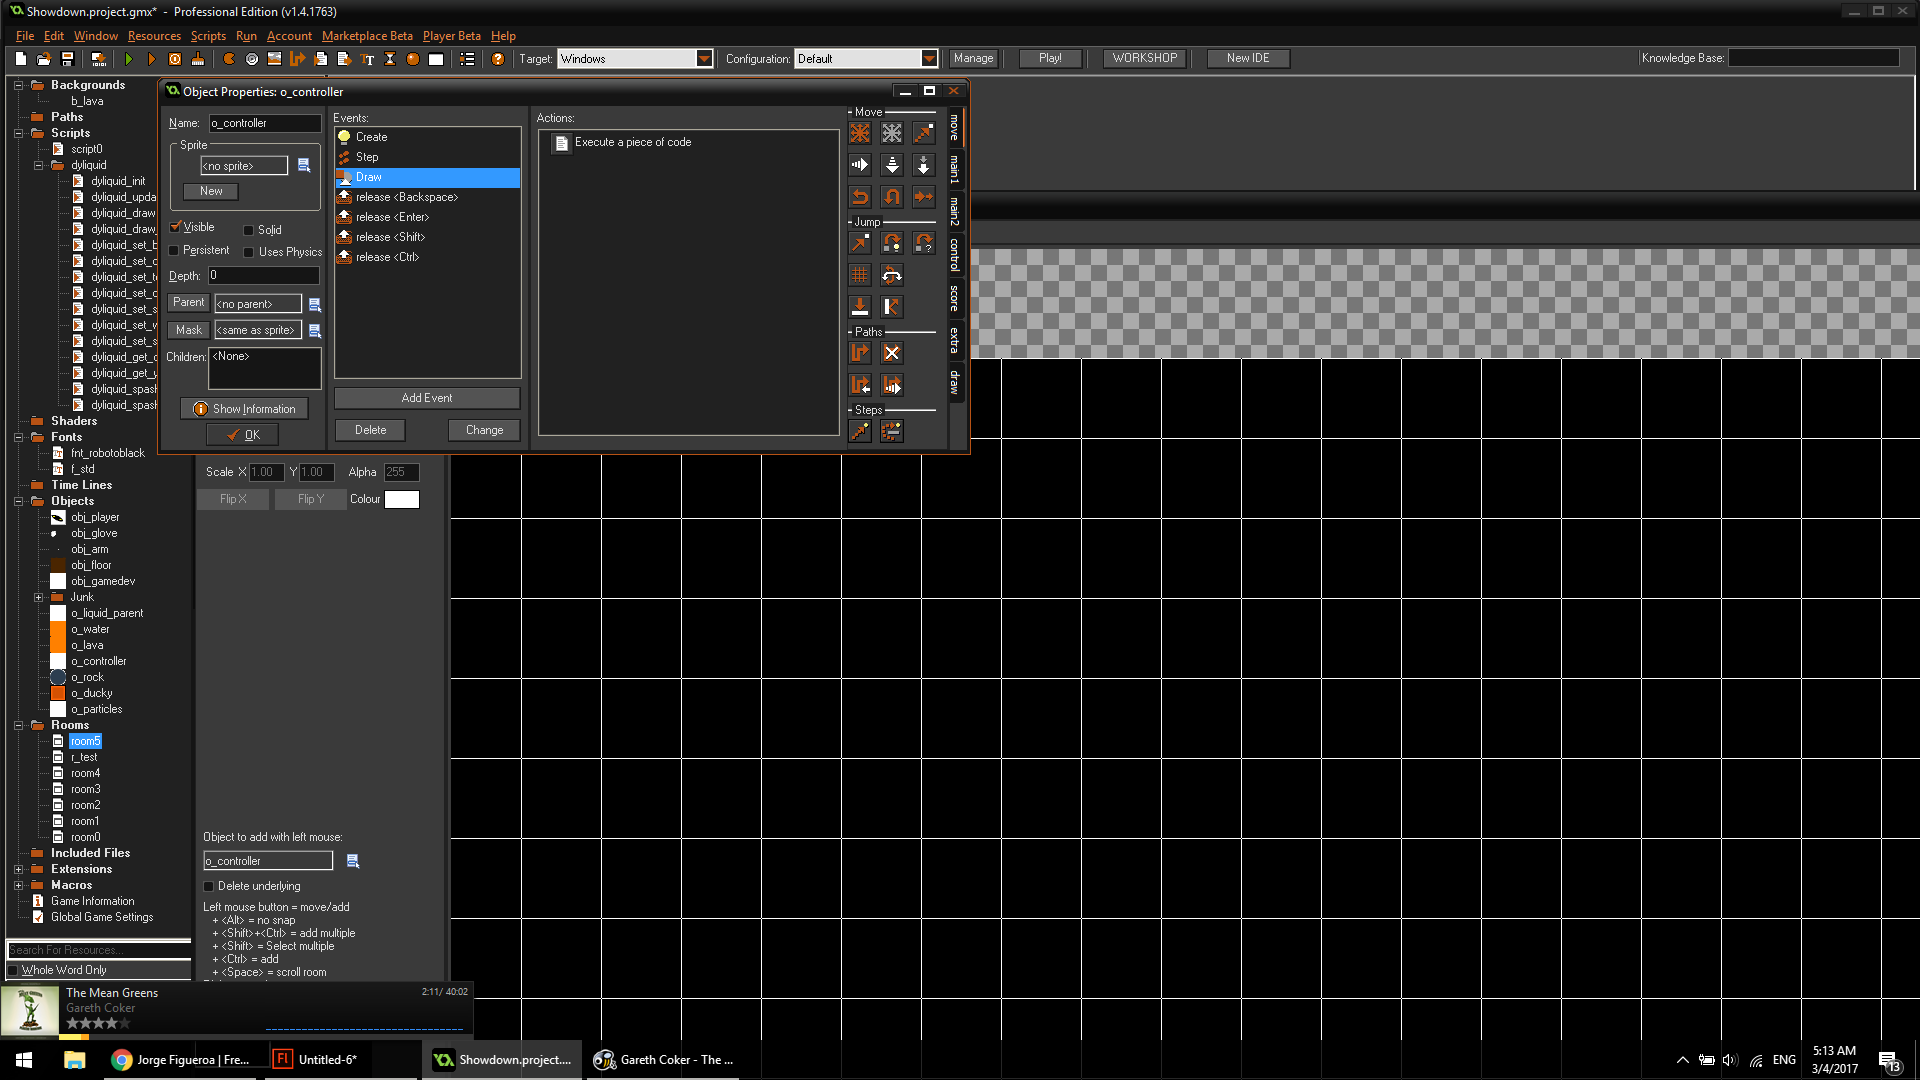 Showdown.project.gmx* - Professional Edition (v1.4.1763)
File Edit Window Resources Scripts Run Account Marketplace Beta Player Beta Help
Target: Windows Configuration: Default Manage Play! WORKSHOP New IDE Knowledge Base:
Backgrounds
b_lava
Paths
Scripts
script0
dyliquid
dyliquid_init
dyliquid_upda
dyliquid_draw
dyliquid_draw_
dyliquid_set_b
dyliquid_set_c
dyliquid_set_te
dyliquid_set_c
dyliquid_set_s
dyliquid_set_w
dyliquid_set_s
dyliquid_get_c
dyliquid_get_y
dyliquid_spash
dyliquid_spash
Shaders
Fonts
fnt_robotoblack
f_std
Time Lines
Objects
obj_player
obj_glove
obj_arm
obj_floor
obj_gamedev
Junk
o_liquid_parent
o_water
o_lava
o_controller
o_rock
o_ducky
o_particles
Rooms
room5
r_test
room4
room3
room2
room1
room0
Included Files
Extensions
Macros
Game Information
Global Game Settings
Search For Resources...
Whole Word Only
Object Properties: o_controller
Name: o_controller
Sprite
<no sprite>
New
Visible Solid
Persistent Uses Physics
Depth: 0
Parent <no parent>
Mask <same as sprite>
Children: <None>
Show Information
OK
Events:
Create
Step
Draw
release <Backspace>
release <Enter>
release <Shift>
release <Ctrl>
Add Event
Delete Change
Actions:
Execute a piece of code
Move
Jump
Paths
Steps
move
main1
main2
control
score
extra
draw
Scale X 1.00 Y 1.00 Alpha 255
Flip X Flip Y Colour
Object to add with left mouse:
o_controller
Delete underlying
Left mouse button = move/add
+ <Alt> = no snap
+ <Shift>+<Ctrl> = add multiple
+ <Shift> = Select multiple
+ <Ctrl> = add
+ <Space> = scroll room
The Mean Greens 2:11/ 40:02
Gareth Coker
Jorge Figueroa | Fre... Untitled-6* Showdown.project.... Gareth Coker - The ...
ENG
5:13 AM
3/4/2017
13